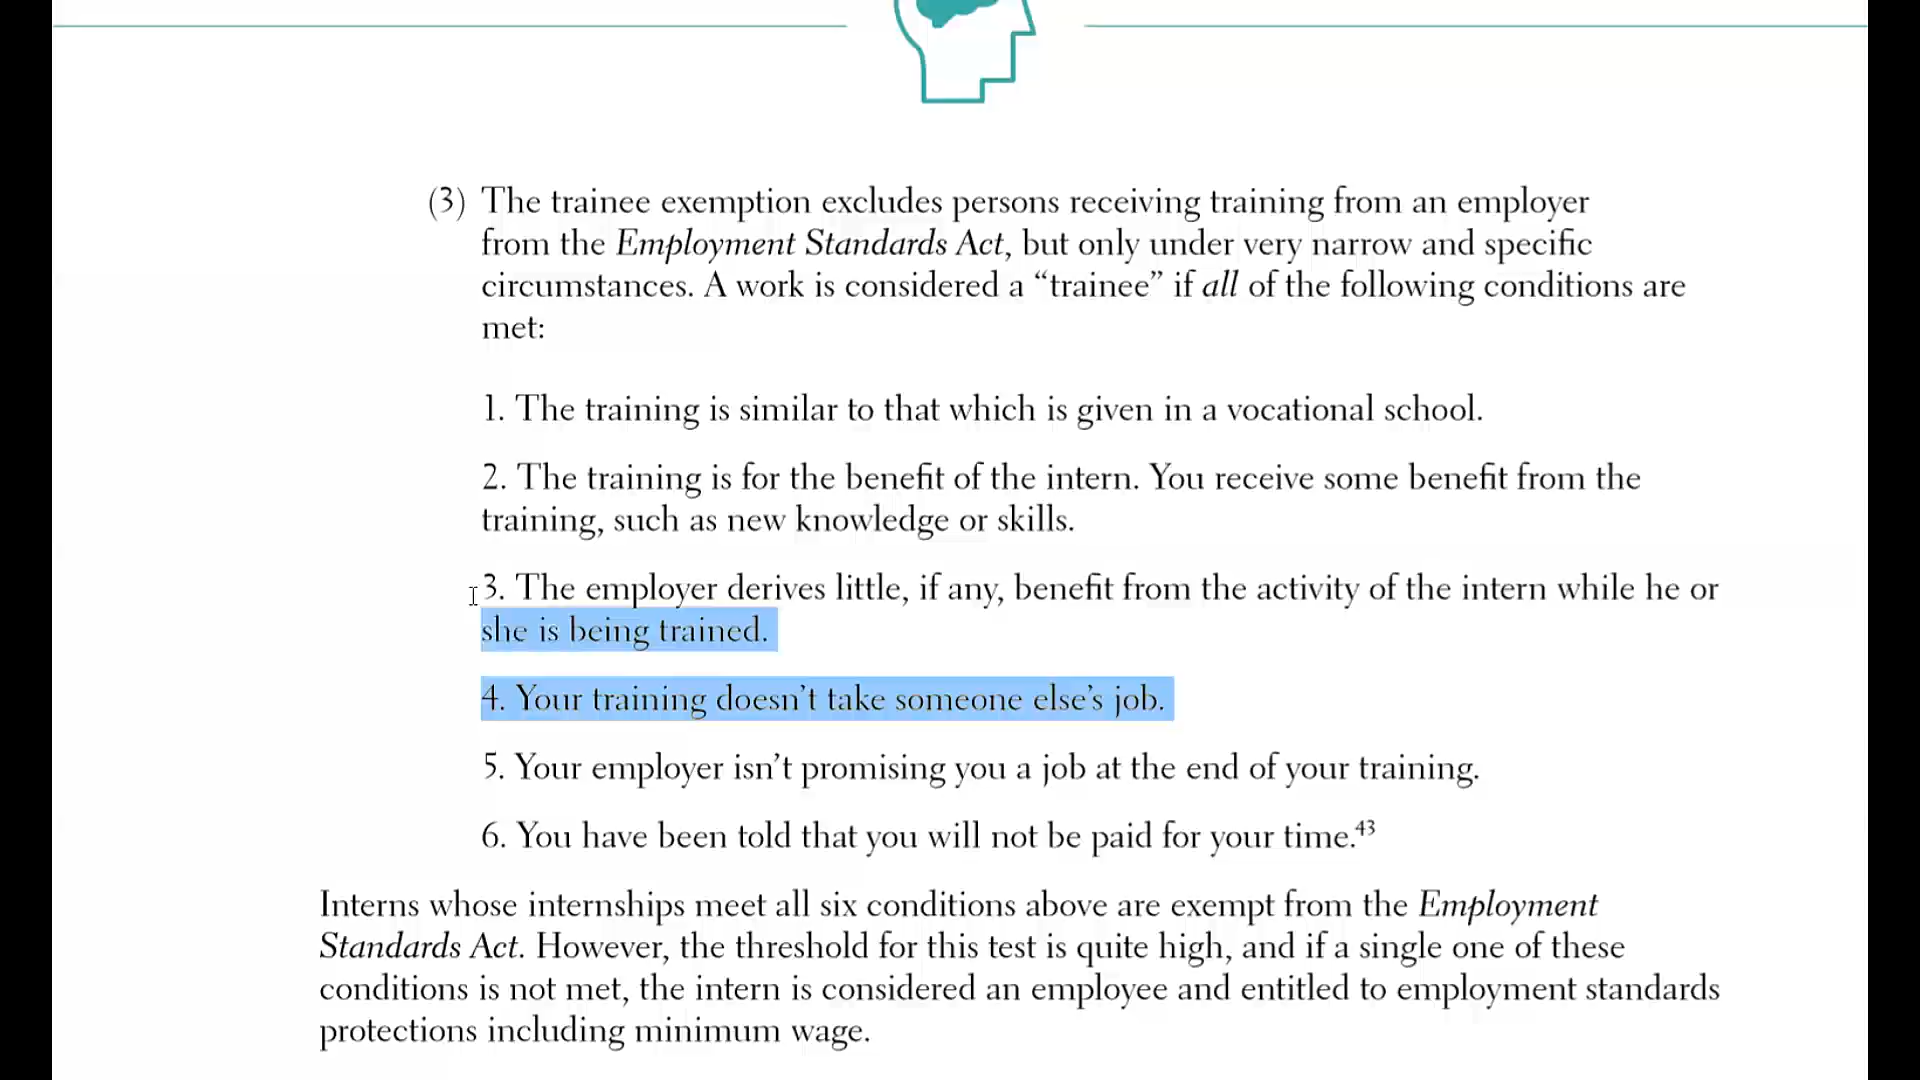 (3) The trainee exemption excludes persons receiving training from an employer
from the Employment Standards Act, but only under very narrow and specific
circumstances. A work is considered a “trainee” if all of the following conditions are
met:
1. The training is similar to that which is given in a vocational school.
2. The training is for the benefit of the intern. You receive some benefit from the
training, such as new knowledge or skills.
3. The employer derives little, if any, benefit from the activity of the intern while he or
she is being trained.
4. Your training doesn’t take someone else’s job.
5. Your employer isn’t promising you a job at the end of your training.
6. You have been told that you will not be paid for your time.43
Interns whose internships meet all six conditions above are exempt from the Employment
Standards Act. However, the threshold for this test is quite high, and if a single one of these
conditions is not met, the intern is considered an employee and entitled to employment standards
protections including minimum wage.